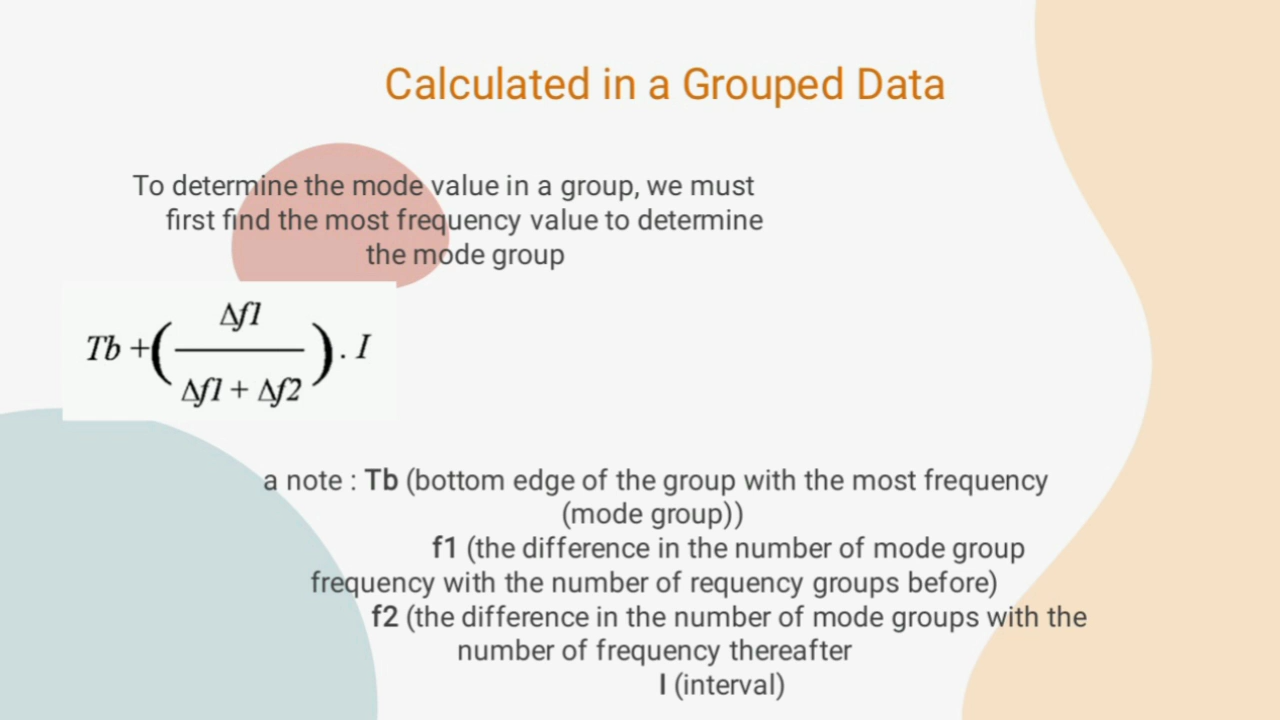 Calculated in a Grouped Data
To determine the mode value in a group, we must
first find the most frequency value to determine
the mode group
Tb +(Δf1 / Δf1 + Δf2) . I
a note : Tb (bottom edge of the group with the most frequency
(mode group))
f1 (the difference in the number of mode group
frequency with the number of requency groups before)
f2 (the difference in the number of mode groups with the
number of frequency thereafter
I (interval)